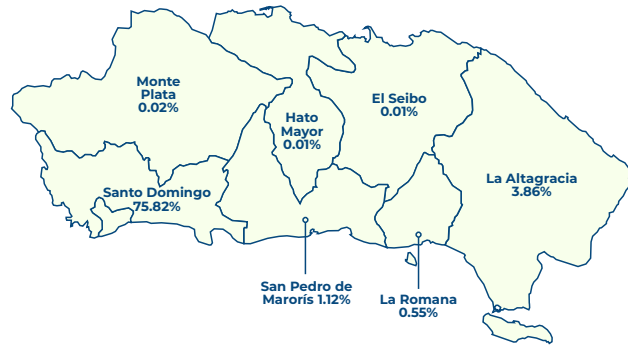 Monte
Plata
0.02%
El Seibo
0.01%
Hato
Mayor
0.01%
La Altagracia
3.86%
Santo Domingo
75.82%
San Pedro de
Marorís 1.12%
La Romana
0.55%